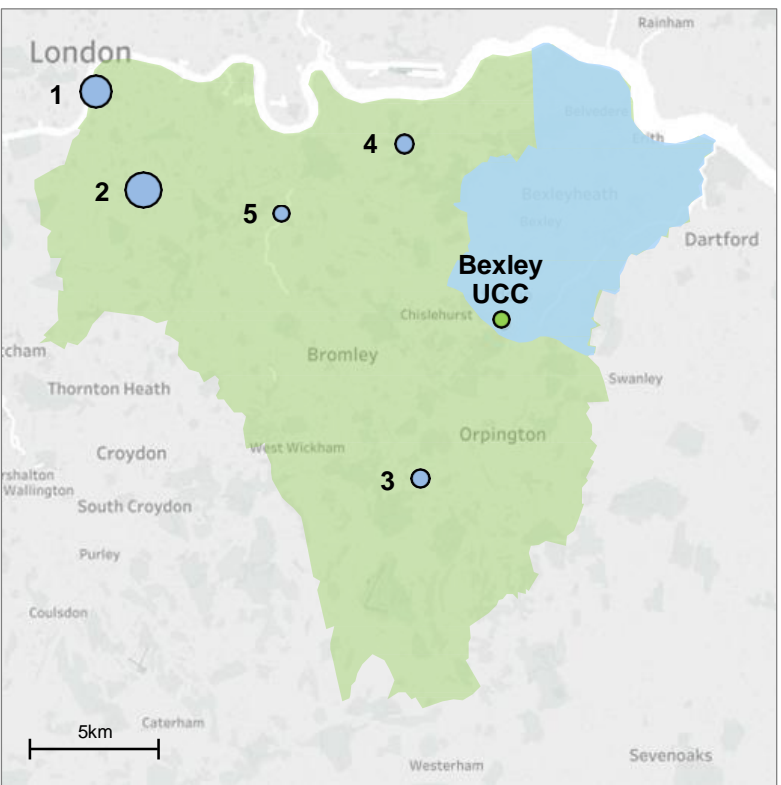 Rainham
London
1
Belvedere
Erith
4
2
Bexleyheath
5
Bexley
Dartford
Bexley
UCC
Chislehurst
Bromley
tcham
Swanley
Thornton Heath
Orpington
West Wickham
Croydon
3
rshalton
Wallington
South Croydon
Purley
Coulsdon
Caterham
5km
Sevenoaks
Westerham